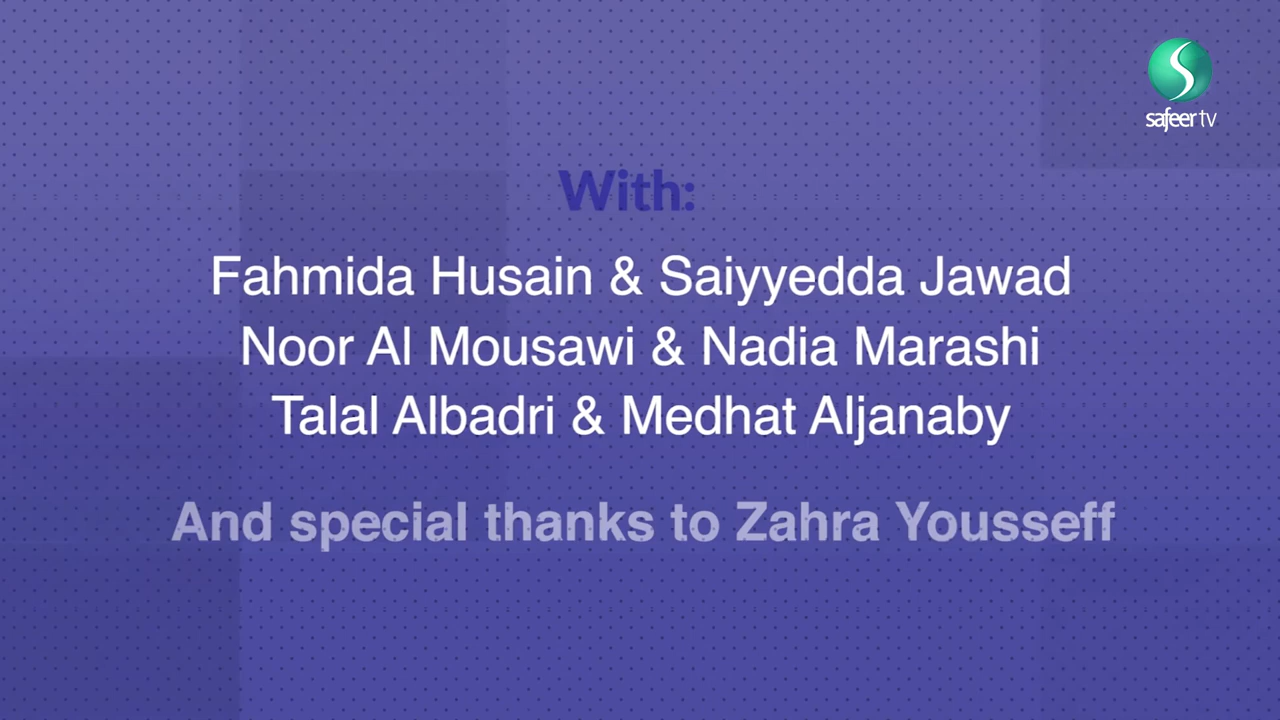 safeer tv
With:
Fahmida Husain & Saiyyedda Jawad
Noor Al Mousawi & Nadia Marashi
Talal Albadri & Medhat Aljanaby
And special thanks to Zahra Yousseff